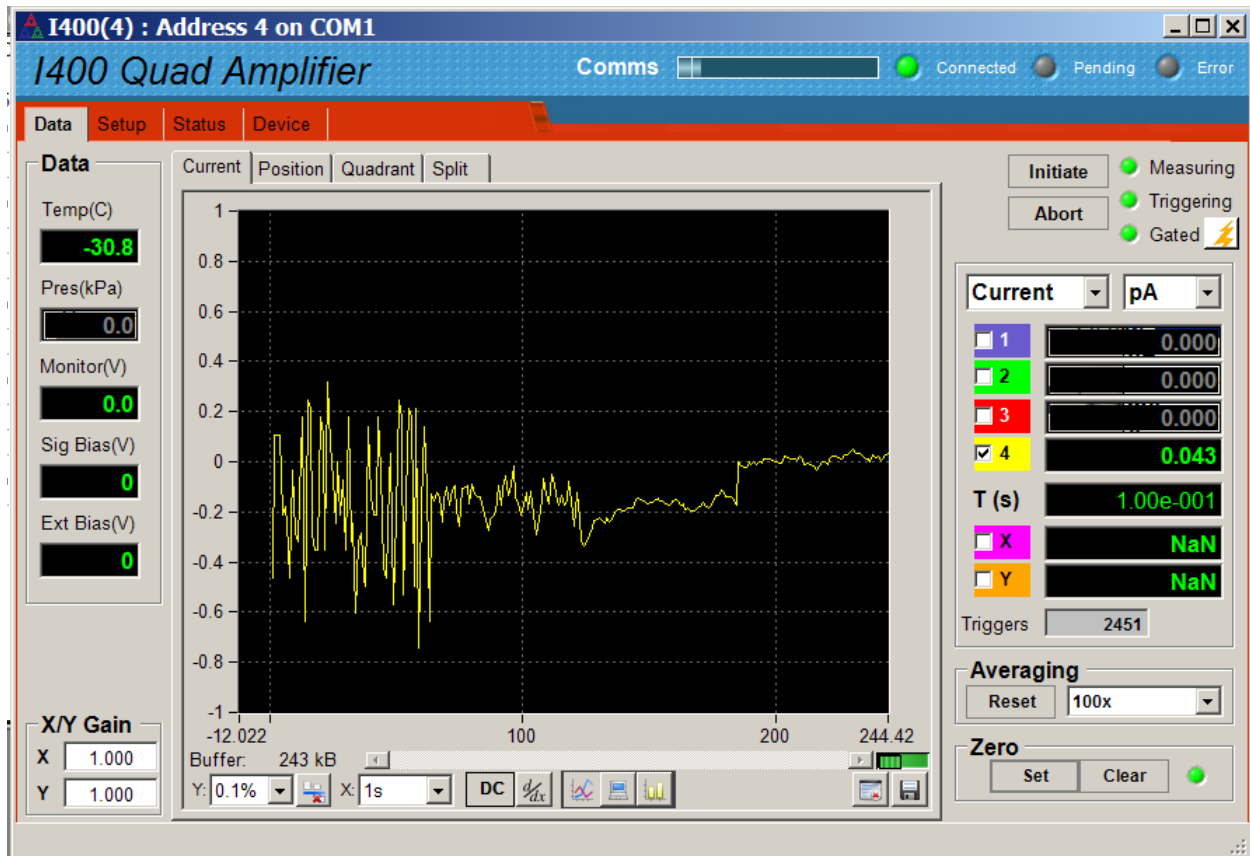 I400(4) : Address 4 on COM1
I400 Quad Amplifier
Comms
Connected
Pending
Error
Data
Setup
Status
Device
Data
Temp(C)
-30.8
Pres(kPa)
0.0
Monitor(V)
0.0
Sig Bias(V)
0
Ext Bias(V)
0
X/Y Gain
X 1.000
Y 1.000
Current
Position
Quadrant
Split
1
0.8
0.6
0.4
0.2
0
-0.2
-0.4
-0.6
-0.8
-1
-12.022
100
200
244.42
Buffer: 243 kB
Y: 0.1%
X: 1s
DC
d/dx
Initiate
Measuring
Triggering
Abort
Gated
Current
pA
1 0.000
2 0.000
3 0.000
4 0.043
T (s) 1.00e-001
X NaN
Y NaN
Triggers 2451
Averaging
Reset
100x
Zero
Set
Clear